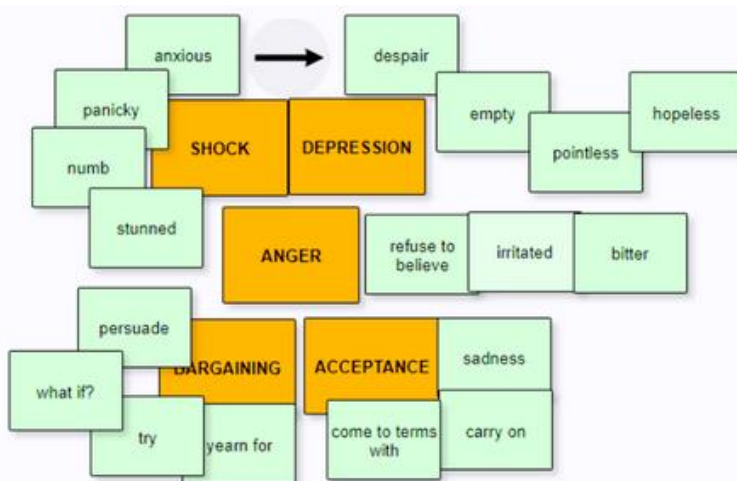 anxious
despair
panicky
empty
hopeless
SHOCK
DEPRESSION
numb
pointless
stunned
ANGER
refuse to
believe
irritated
bitter
persuade
BARGAINING
ACCEPTANCE
sadness
what if?
try
yearn for
come to terms
with
carry on